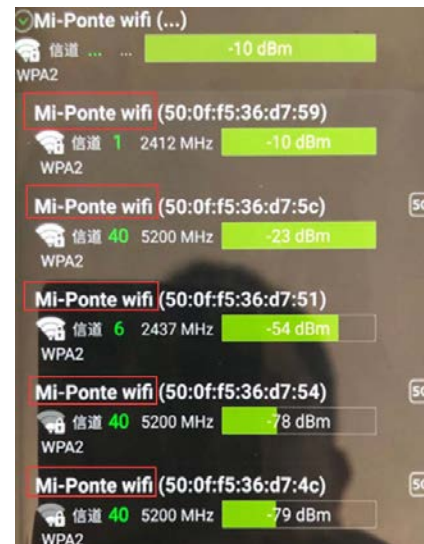 Mi-Ponte wifi (...)
信道 ... ... -10 dBm
WPA2
Mi-Ponte wifi (50:0f:f5:36:d7:59)
信道 1 2412 MHz -10 dBm
WPA2
Mi-Ponte wifi (50:0f:f5:36:d7:5c)
信道 40 5200 MHz -23 dBm
WPA2
Mi-Ponte wifi (50:0f:f5:36:d7:51)
信道 6 2437 MHz -54 dBm
WPA2
Mi-Ponte wifi (50:0f:f5:36:d7:54)
信道 40 5200 MHz -78 dBm
WPA2
Mi-Ponte wifi (50:0f:f5:36:d7:4c)
信道 40 5200 MHz -79 dBm
WPA2